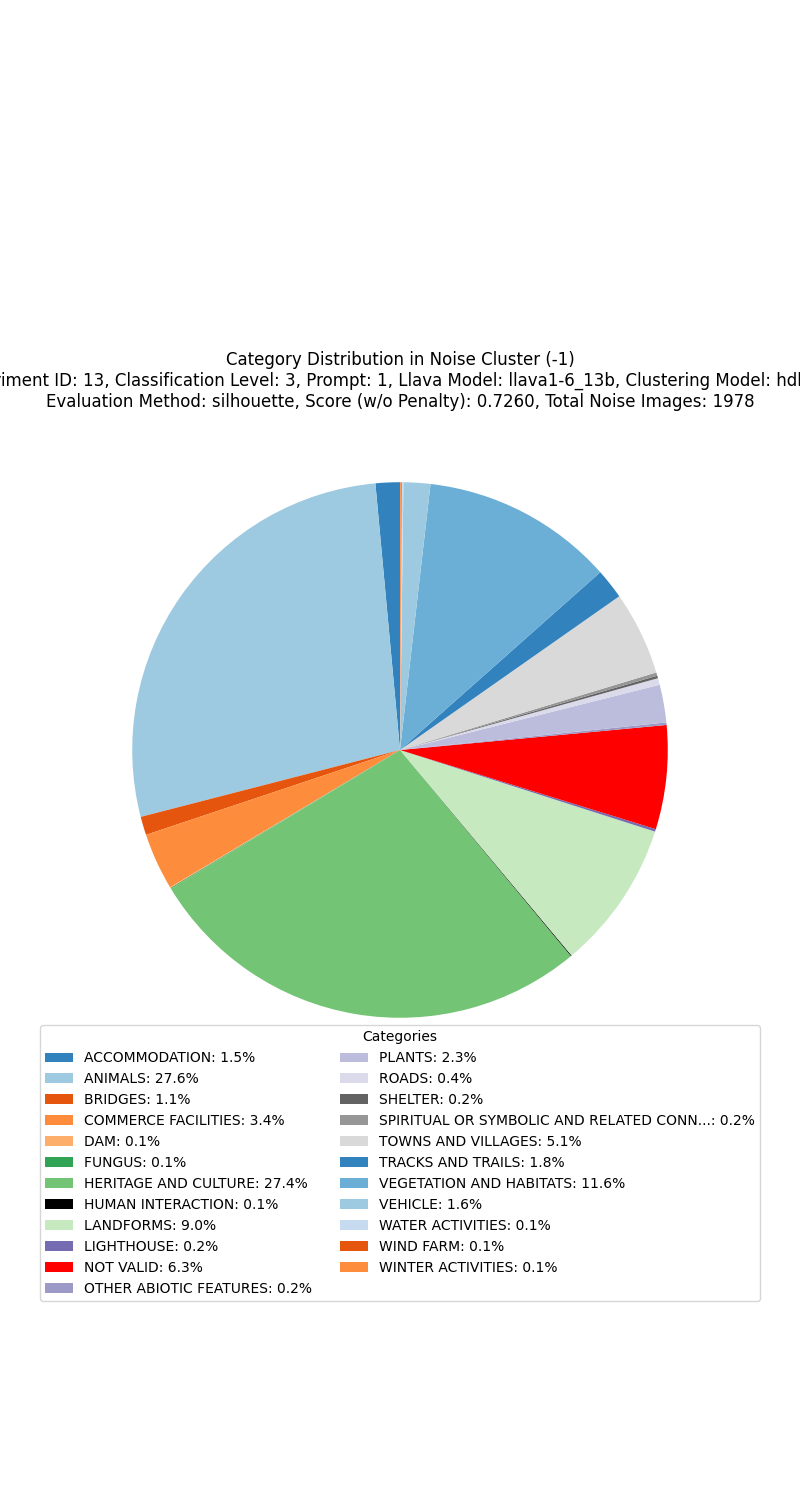 Category Distribution in Noise Cluster (-1)
iment ID: 13, Classification Level: 3, Prompt: 1, Llava Model: llava1-6_13b, Clustering Model: hdl
Evaluation Method: silhouette, Score (w/o Penalty): 0.7260, Total Noise Images: 1978
Categories
ACCOMMODATION: 1.5%
ANIMALS: 27.6%
BRIDGES: 1.1%
COMMERCE FACILITIES: 3.4%
DAM: 0.1%
FUNGUS: 0.1%
HERITAGE AND CULTURE: 27.4%
HUMAN INTERACTION: 0.1%
LANDFORMS: 9.0%
LIGHTHOUSE: 0.2%
NOT VALID: 6.3%
OTHER ABIOTIC FEATURES: 0.2%
PLANTS: 2.3%
ROADS: 0.4%
SHELTER: 0.2%
SPIRITUAL OR SYMBOLIC AND RELATED CONN...: 0.2%
TOWNS AND VILLAGES: 5.1%
TRACKS AND TRAILS: 1.8%
VEGETATION AND HABITATS: 11.6%
VEHICLE: 1.6%
WATER ACTIVITIES: 0.1%
WIND FARM: 0.1%
WINTER ACTIVITIES: 0.1%